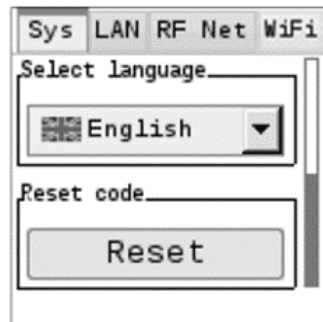 Sys LAN RF Net WiFi
Select language
English
Reset code
Reset